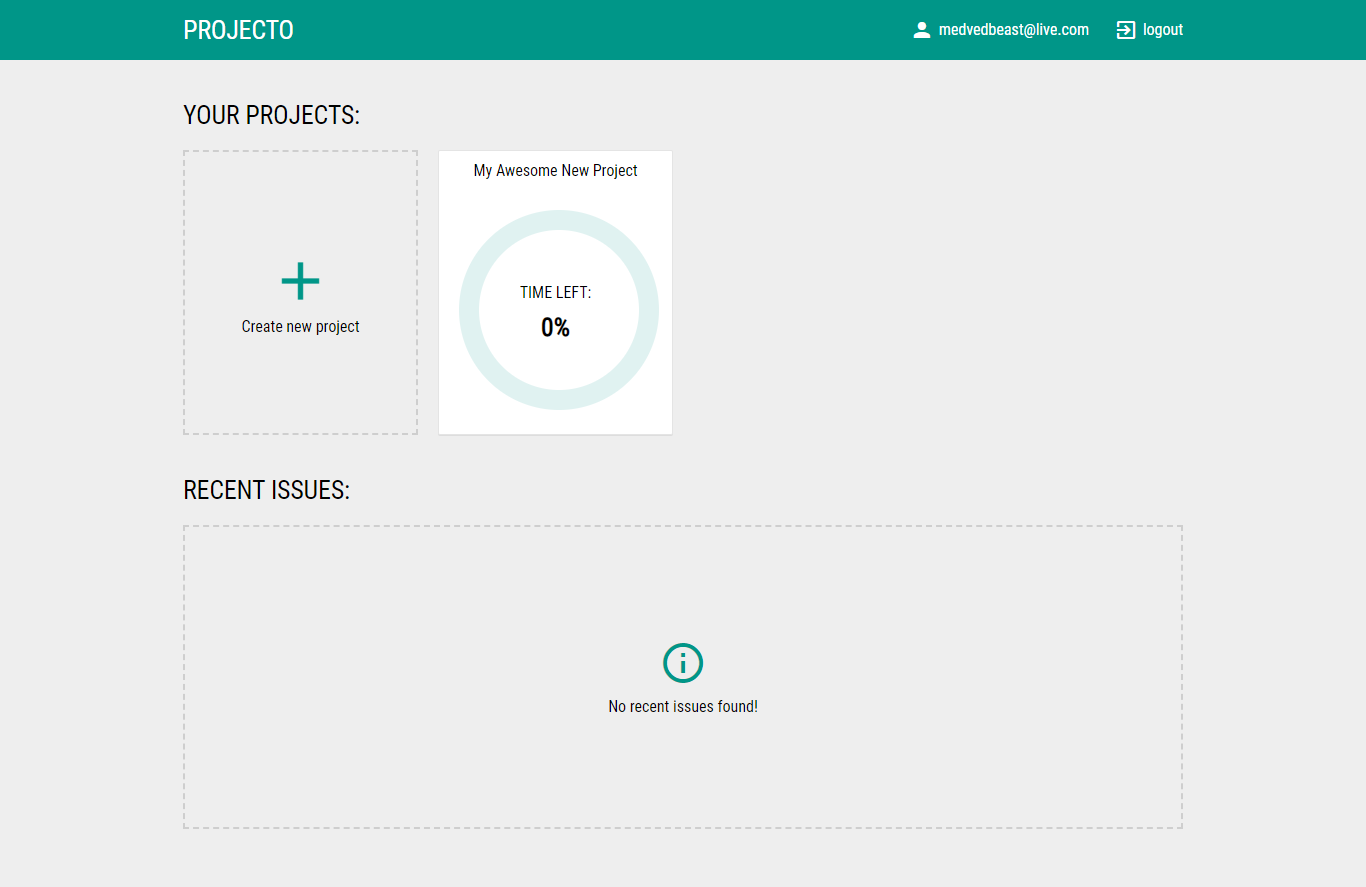 PROJECTO
medvedbeast@live.com
logout
YOUR PROJECTS:
My Awesome New Project
TIME LEFT:
0%
Create new project
RECENT ISSUES:
No recent issues found!